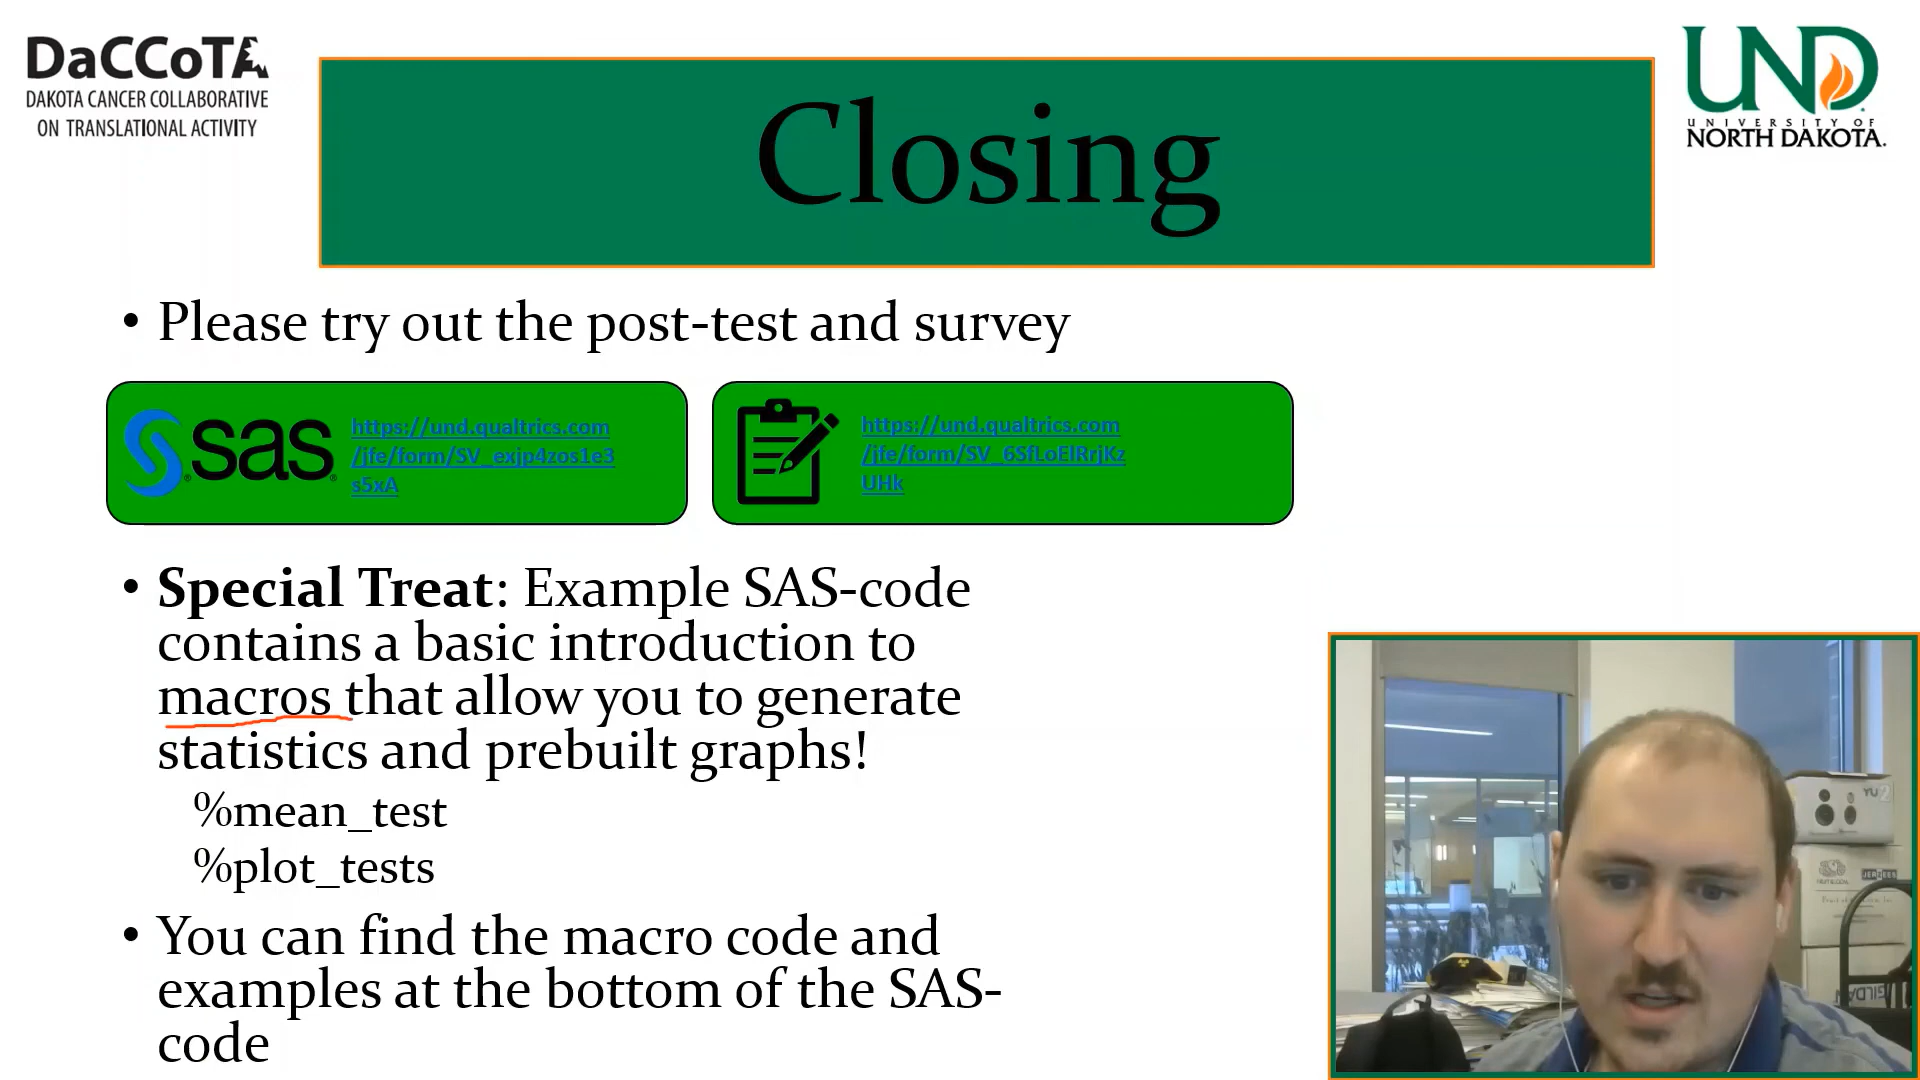 DaCCoTA
DAKOTA CANCER COLLABORATIVE
ON TRANSLATIONAL ACTIVITY
Closing
UND
UNIVERSITY OF
NORTH DAKOTA.
• Please try out the post-test and survey
sas
https://und.qualtrics.com
/jfe/form/SV_exjp4zos1e3
s5xA
https://und.qualtrics.com
/jfe/form/SV_6SfLoElRrjKz
UHk
• Special Treat: Example SAS-code
contains a basic introduction to
macros that allow you to generate
statistics and prebuilt graphs!
%mean_test
%plot_tests
• You can find the macro code and
examples at the bottom of the SAS-
code
JERZEES
GILDAN